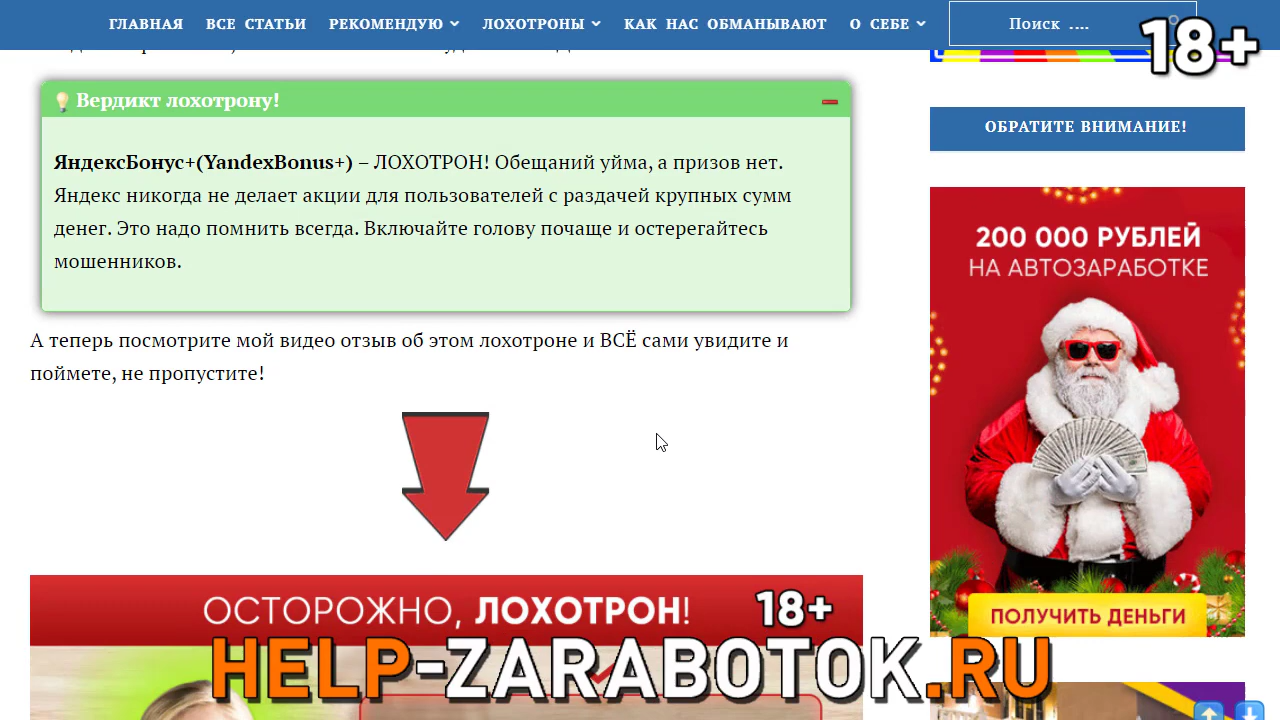 ГЛАВНАЯ ВСЕ СТАТЬИ РЕКОМЕНДУЮ ЛОХОТРОНЫ КАК НАС ОБМАНЫВАЮТ О СЕБЕ Поиск ....
18+
Вердикт лохотрону!
ЯндексБонус+(YandexBonus+) – ЛОХОТРОН! Обещаний уйма, а призов нет.
Яндекс никогда не делает акции для пользователей с раздачей крупных сумм
денег. Это надо помнить всегда. Включайте голову почаще и остерегайтесь
мошенников.
А теперь посмотрите мой видео отзыв об этом лохотроне и ВСЁ сами увидите и
поймете, не пропустите!
ОСТОРОЖНО, ЛОХОТРОН!
18+
HELP-ZARABOTOK.RU
ОБРАТИТЕ ВНИМАНИЕ!
200 000 РУБЛЕЙ
НА АВТОЗАРАБОТКЕ
ПОЛУЧИТЬ ДЕНЬГИ